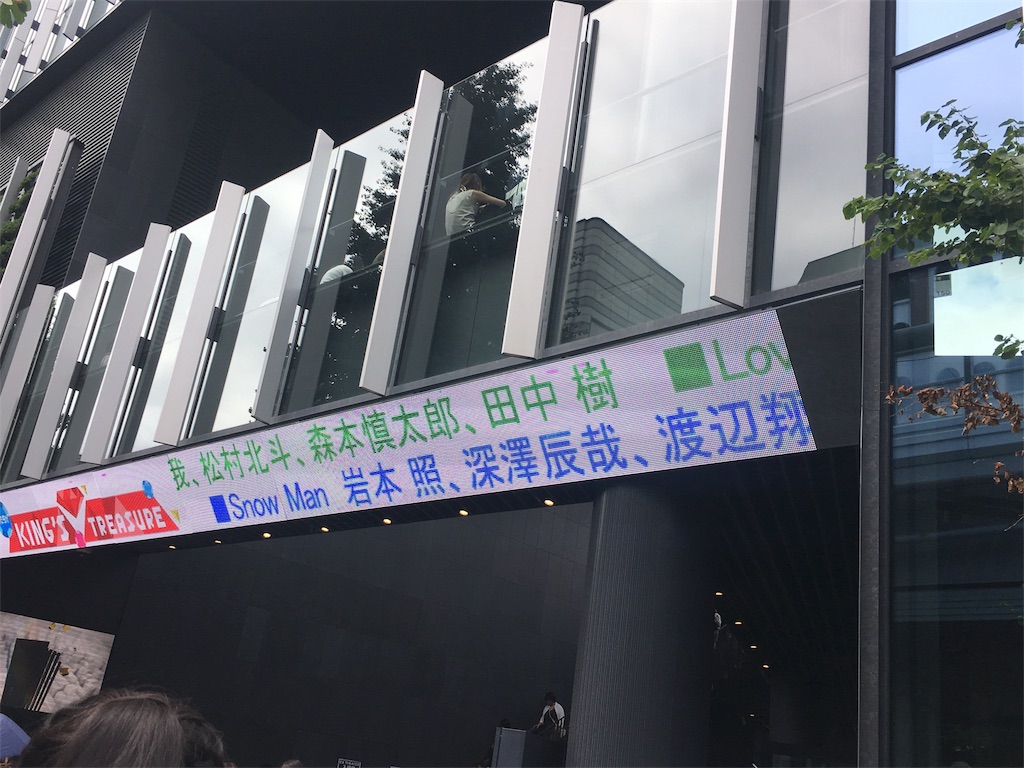 我、松村北斗、森本慎太郎、田中 樹 ■Lov
■Snow Man 岩本 照、深澤辰哉、渡辺翔
KING'S TREASURE